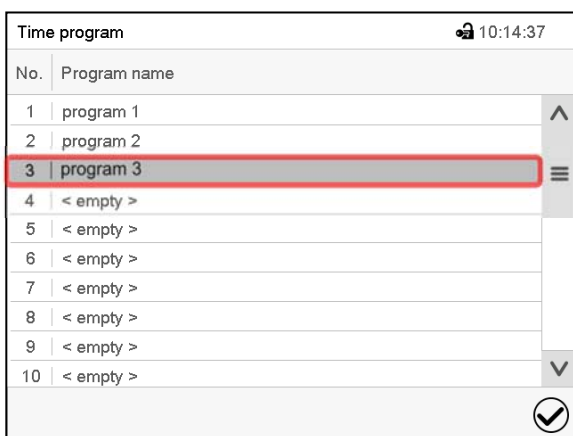 Time program 10:14:37
No. Program name
1 program 1
2 program 2
3 program 3
4 < empty >
5 < empty >
6 < empty >
7 < empty >
8 < empty >
9 < empty >
10 < empty >